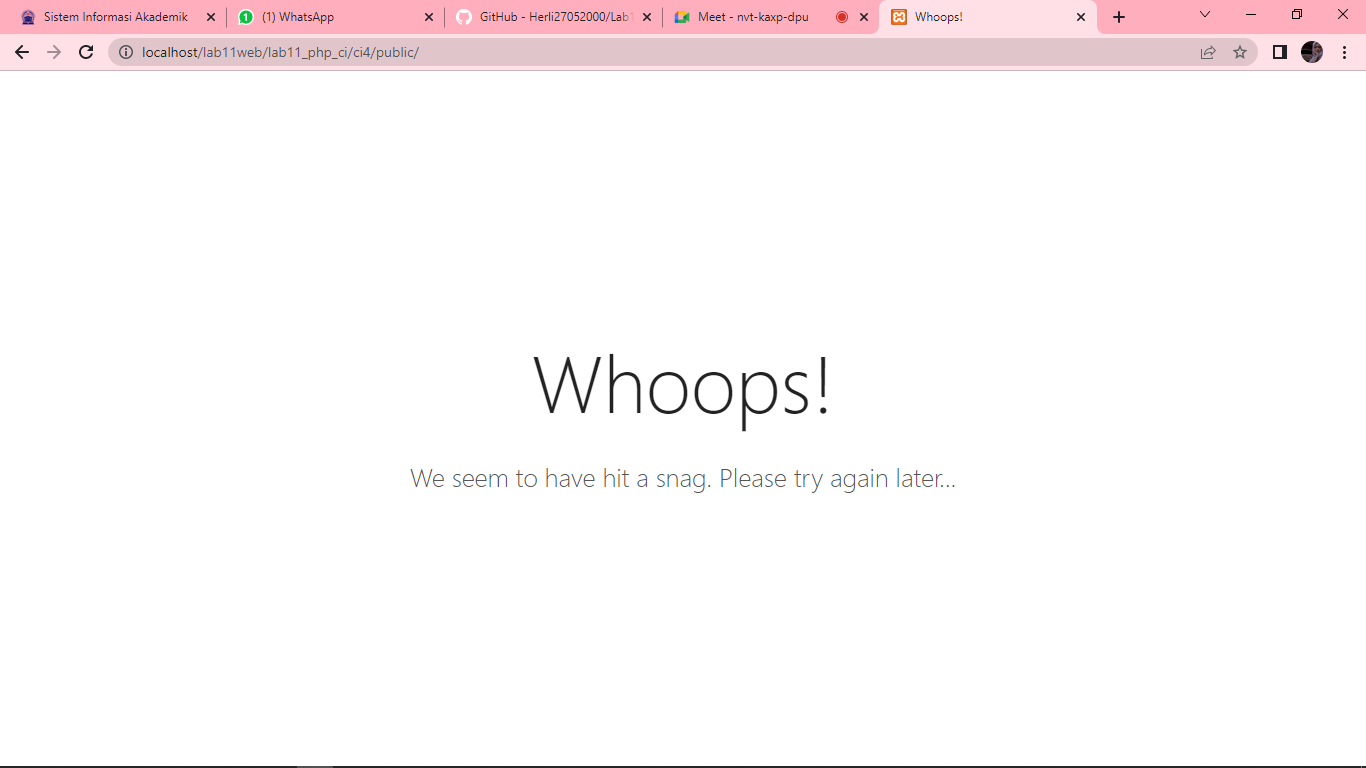 Sistem Informasi Akademik
(1) WhatsApp
GitHub - Herli27052000/Lab1
Meet - nvt-kaxp-dpu
Whoops!
localhost/lab11web/lab11_php_ci/ci4/public/
Whoops!
We seem to have hit a snag. Please try again later...